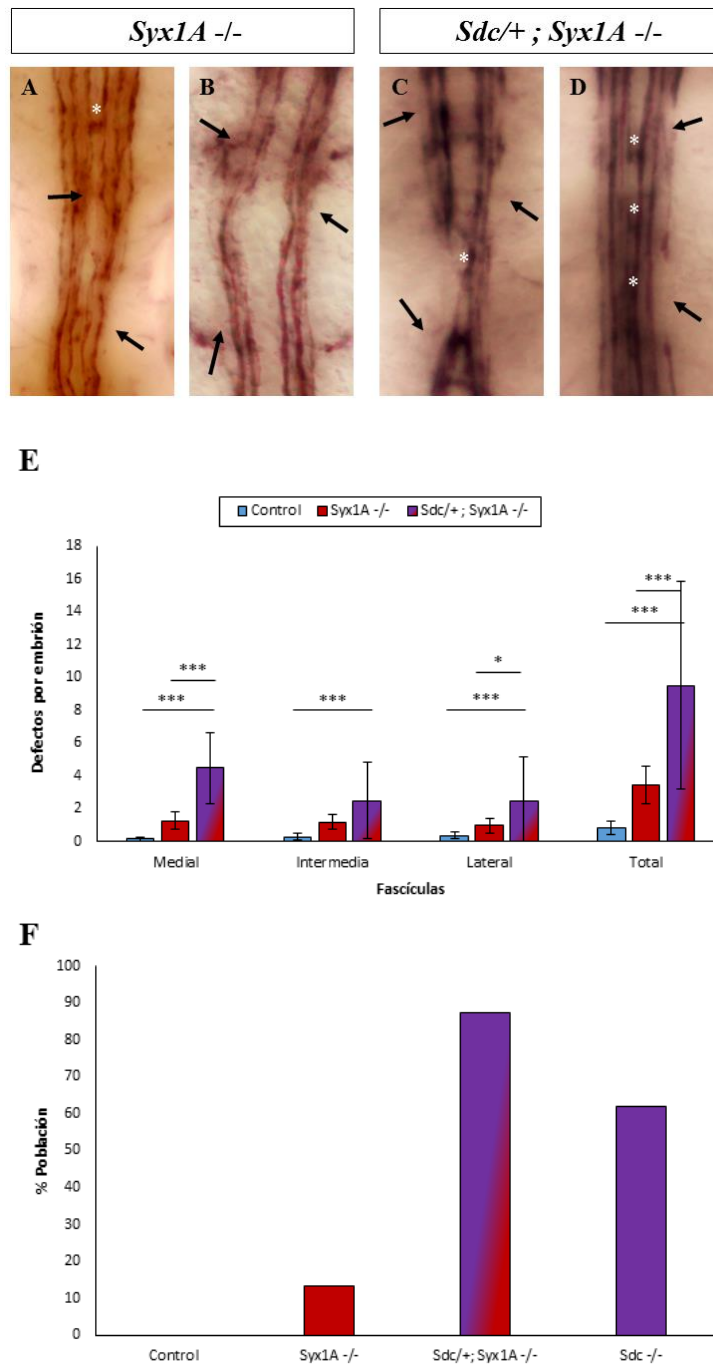 Syx1A -/-
Sdc/+ ; Syx1A -/-
A
*
B
C
*
D
*
*
*
E
Control
Syx1A -/-
Sdc/+ ; Syx1A -/-
Defectos por embrión
18
16
14
12
10
8
6
4
2
0
***
***
***
*
***
***
***
Medial
Intermedia
Lateral
Total
Fascículas
F
% Población
100
90
80
70
60
50
40
30
20
10
0
Control
Syx1A -/-
Sdc/+; Syx1A -/-
Sdc -/-